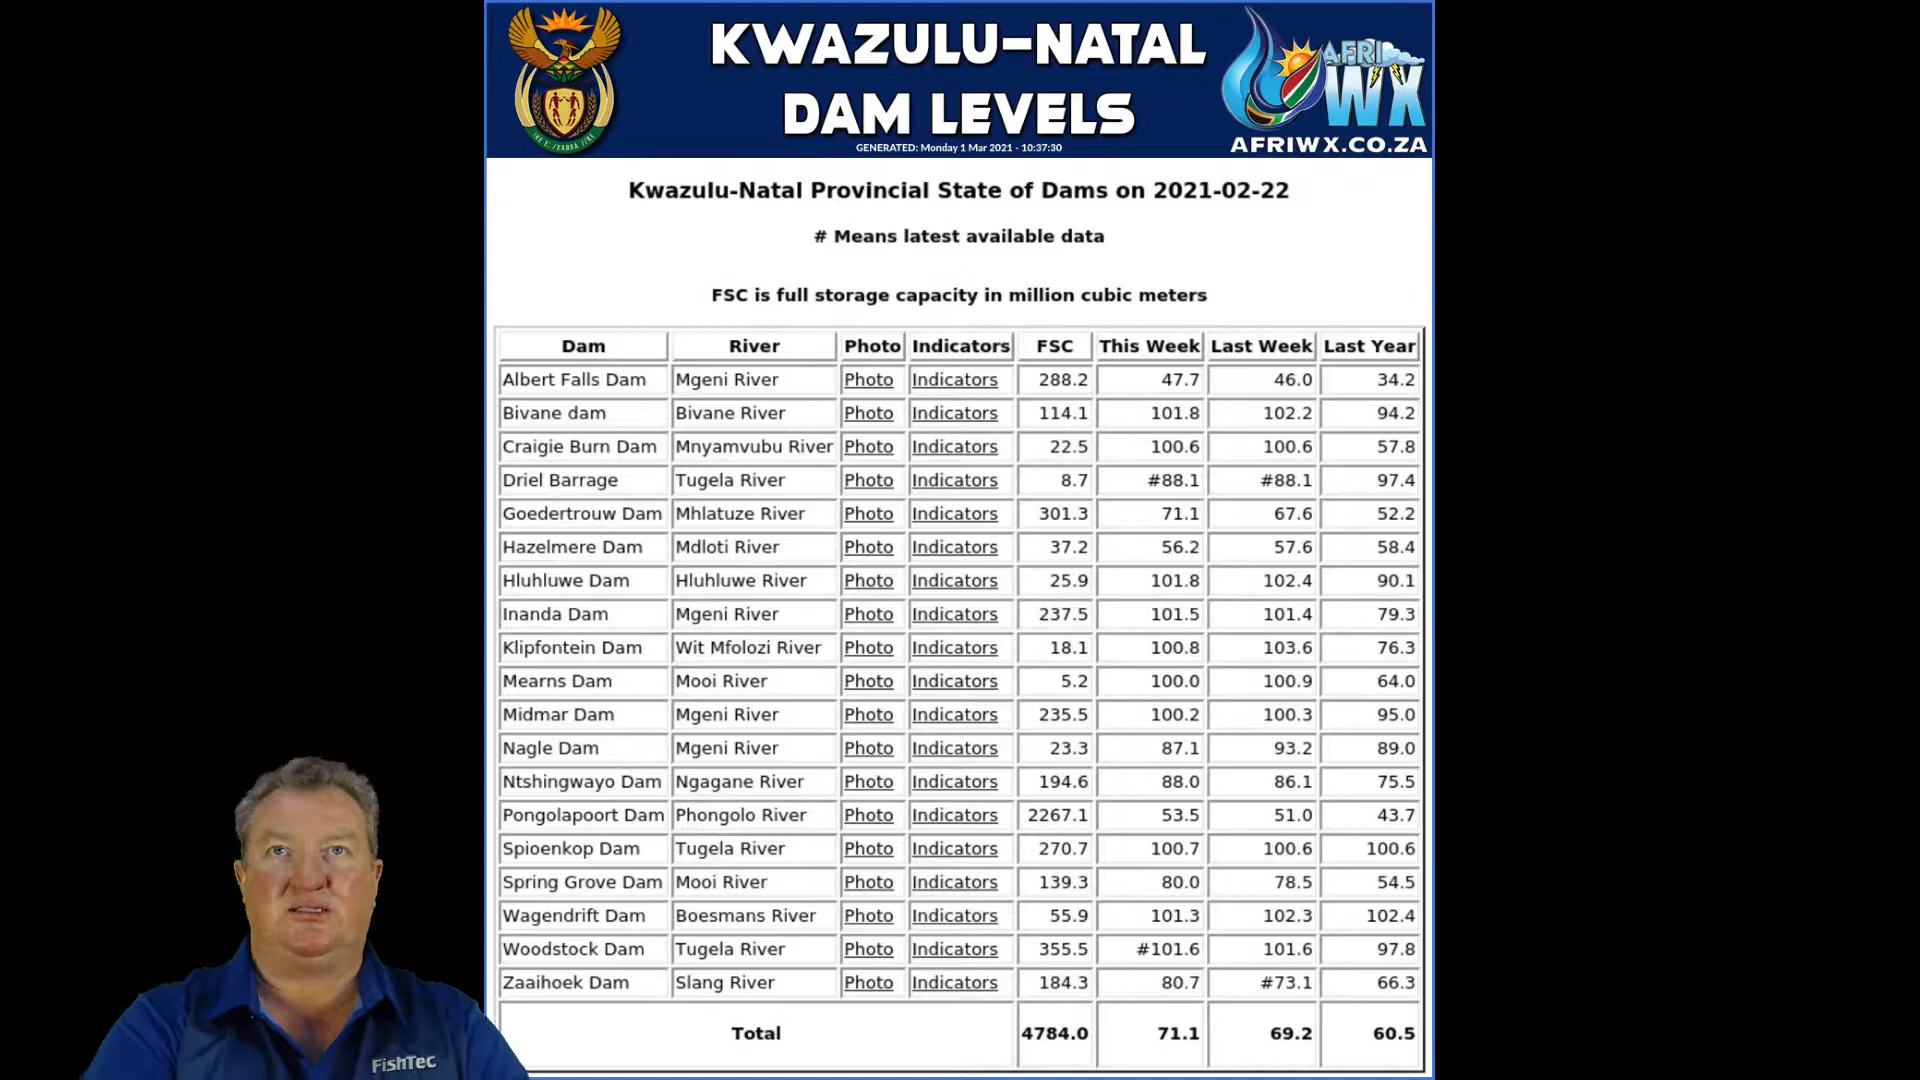 KWAZULU-NATAL
DAM LEVELS
GENERATED: Monday 1 Mar 2021 - 10:37:30
AFRI
WX
AFRIWX.CO.ZA
Kwazulu-Natal Provincial State of Dams on 2021-02-22
# Means latest available data
FSC is full storage capacity in million cubic meters
Dam River Photo Indicators FSC This Week Last Week Last Year
Albert Falls Dam Mgeni River Photo Indicators 288.2 47.7 46.0 34.2
Bivane dam Bivane River Photo Indicators 114.1 101.8 102.2 94.2
Craigie Burn Dam Mnyamvubu River Photo Indicators 22.5 100.6 100.6 57.8
Driel Barrage Tugela River Photo Indicators 8.7 #88.1 #88.1 97.4
Goedertrouw Dam Mhlatuze River Photo Indicators 301.3 71.1 67.6 52.2
Hazelmere Dam Mdloti River Photo Indicators 37.2 56.2 57.6 58.4
Hluhluwe Dam Hluhluwe River Photo Indicators 25.9 101.8 102.4 90.1
Inanda Dam Mgeni River Photo Indicators 237.5 101.5 101.4 79.3
Klipfontein Dam Wit Mfolozi River Photo Indicators 18.1 100.8 103.6 76.3
Mearns Dam Mooi River Photo Indicators 5.2 100.0 100.9 64.0
Midmar Dam Mgeni River Photo Indicators 235.5 100.2 100.3 95.0
Nagle Dam Mgeni River Photo Indicators 23.3 87.1 93.2 89.0
Ntshingwayo Dam Ngagane River Photo Indicators 194.6 88.0 86.1 75.5
Pongolapoort Dam Phongolo River Photo Indicators 2267.1 53.5 51.0 43.7
Spioenkop Dam Tugela River Photo Indicators 270.7 100.7 100.6 100.6
Spring Grove Dam Mooi River Photo Indicators 139.3 80.0 78.5 54.5
Wagendrift Dam Boesmans River Photo Indicators 55.9 101.3 102.3 102.4
Woodstock Dam Tugela River Photo Indicators 355.5 #101.6 101.6 97.8
Zaaihoek Dam Slang River Photo Indicators 184.3 80.7 #73.1 66.3
Total 4784.0 71.1 69.2 60.5
FishTec